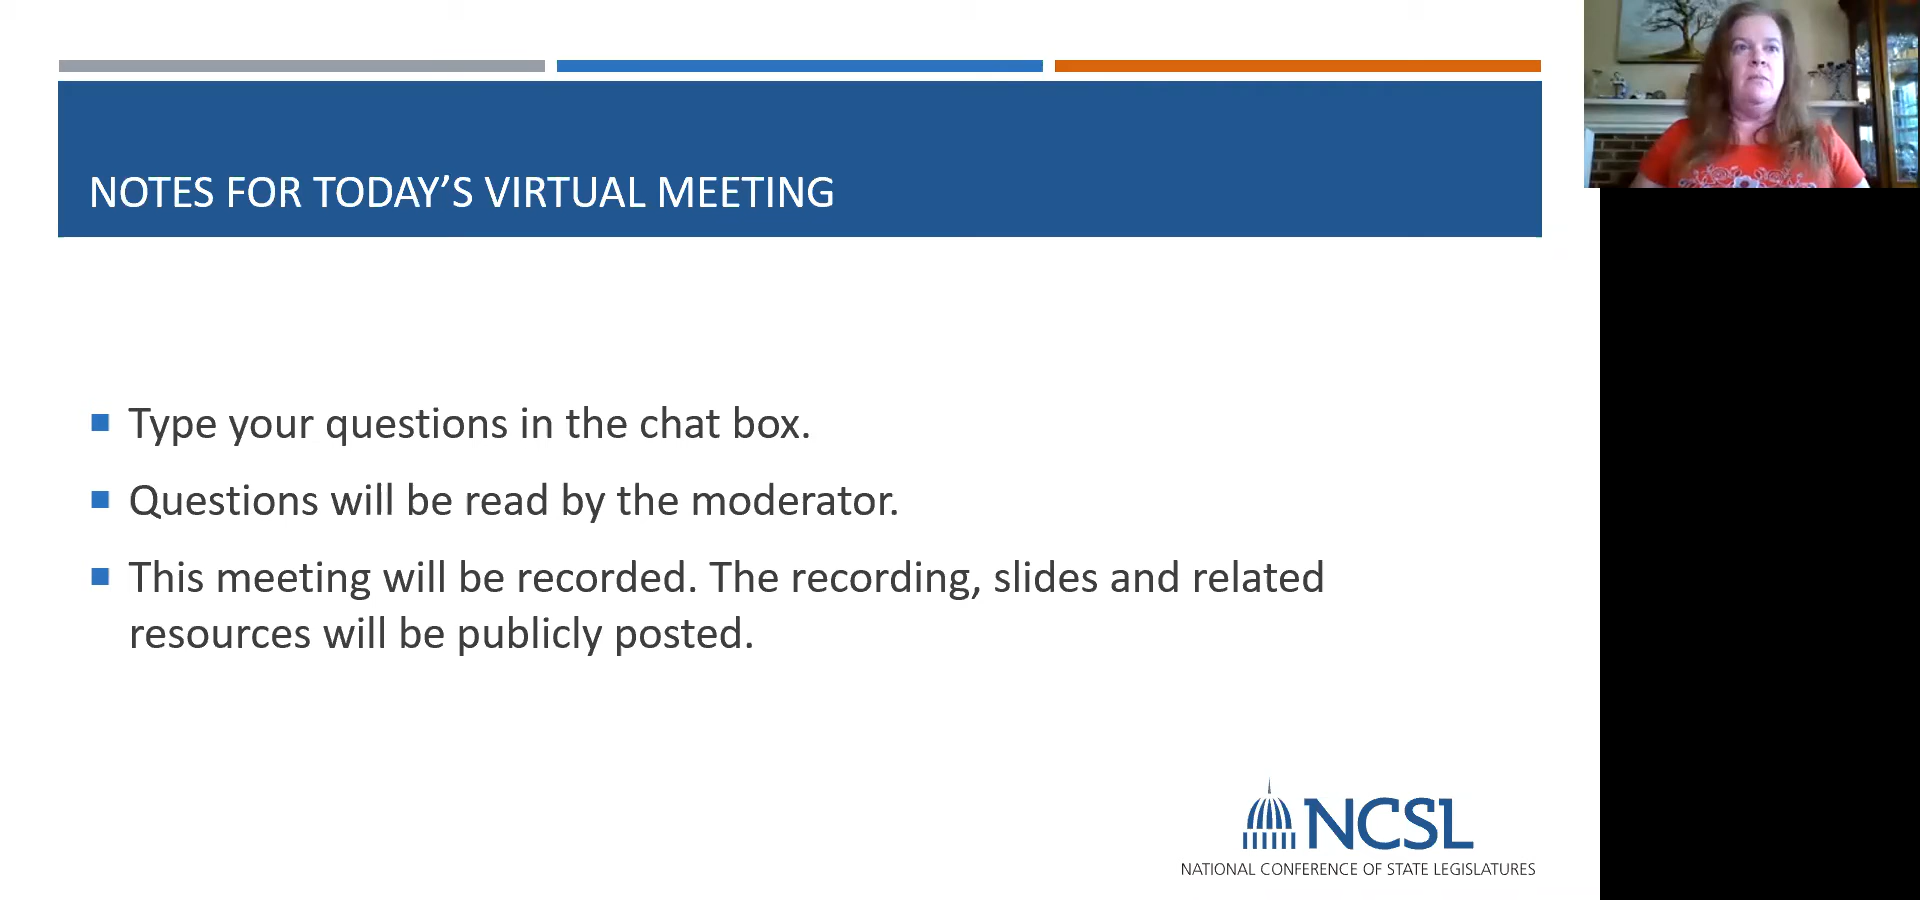 NOTES FOR TODAY’S VIRTUAL MEETING
Type your questions in the chat box.
Questions will be read by the moderator.
This meeting will be recorded. The recording, slides and related
resources will be publicly posted.
NCSL
NATIONAL CONFERENCE OF STATE LEGISLATURES